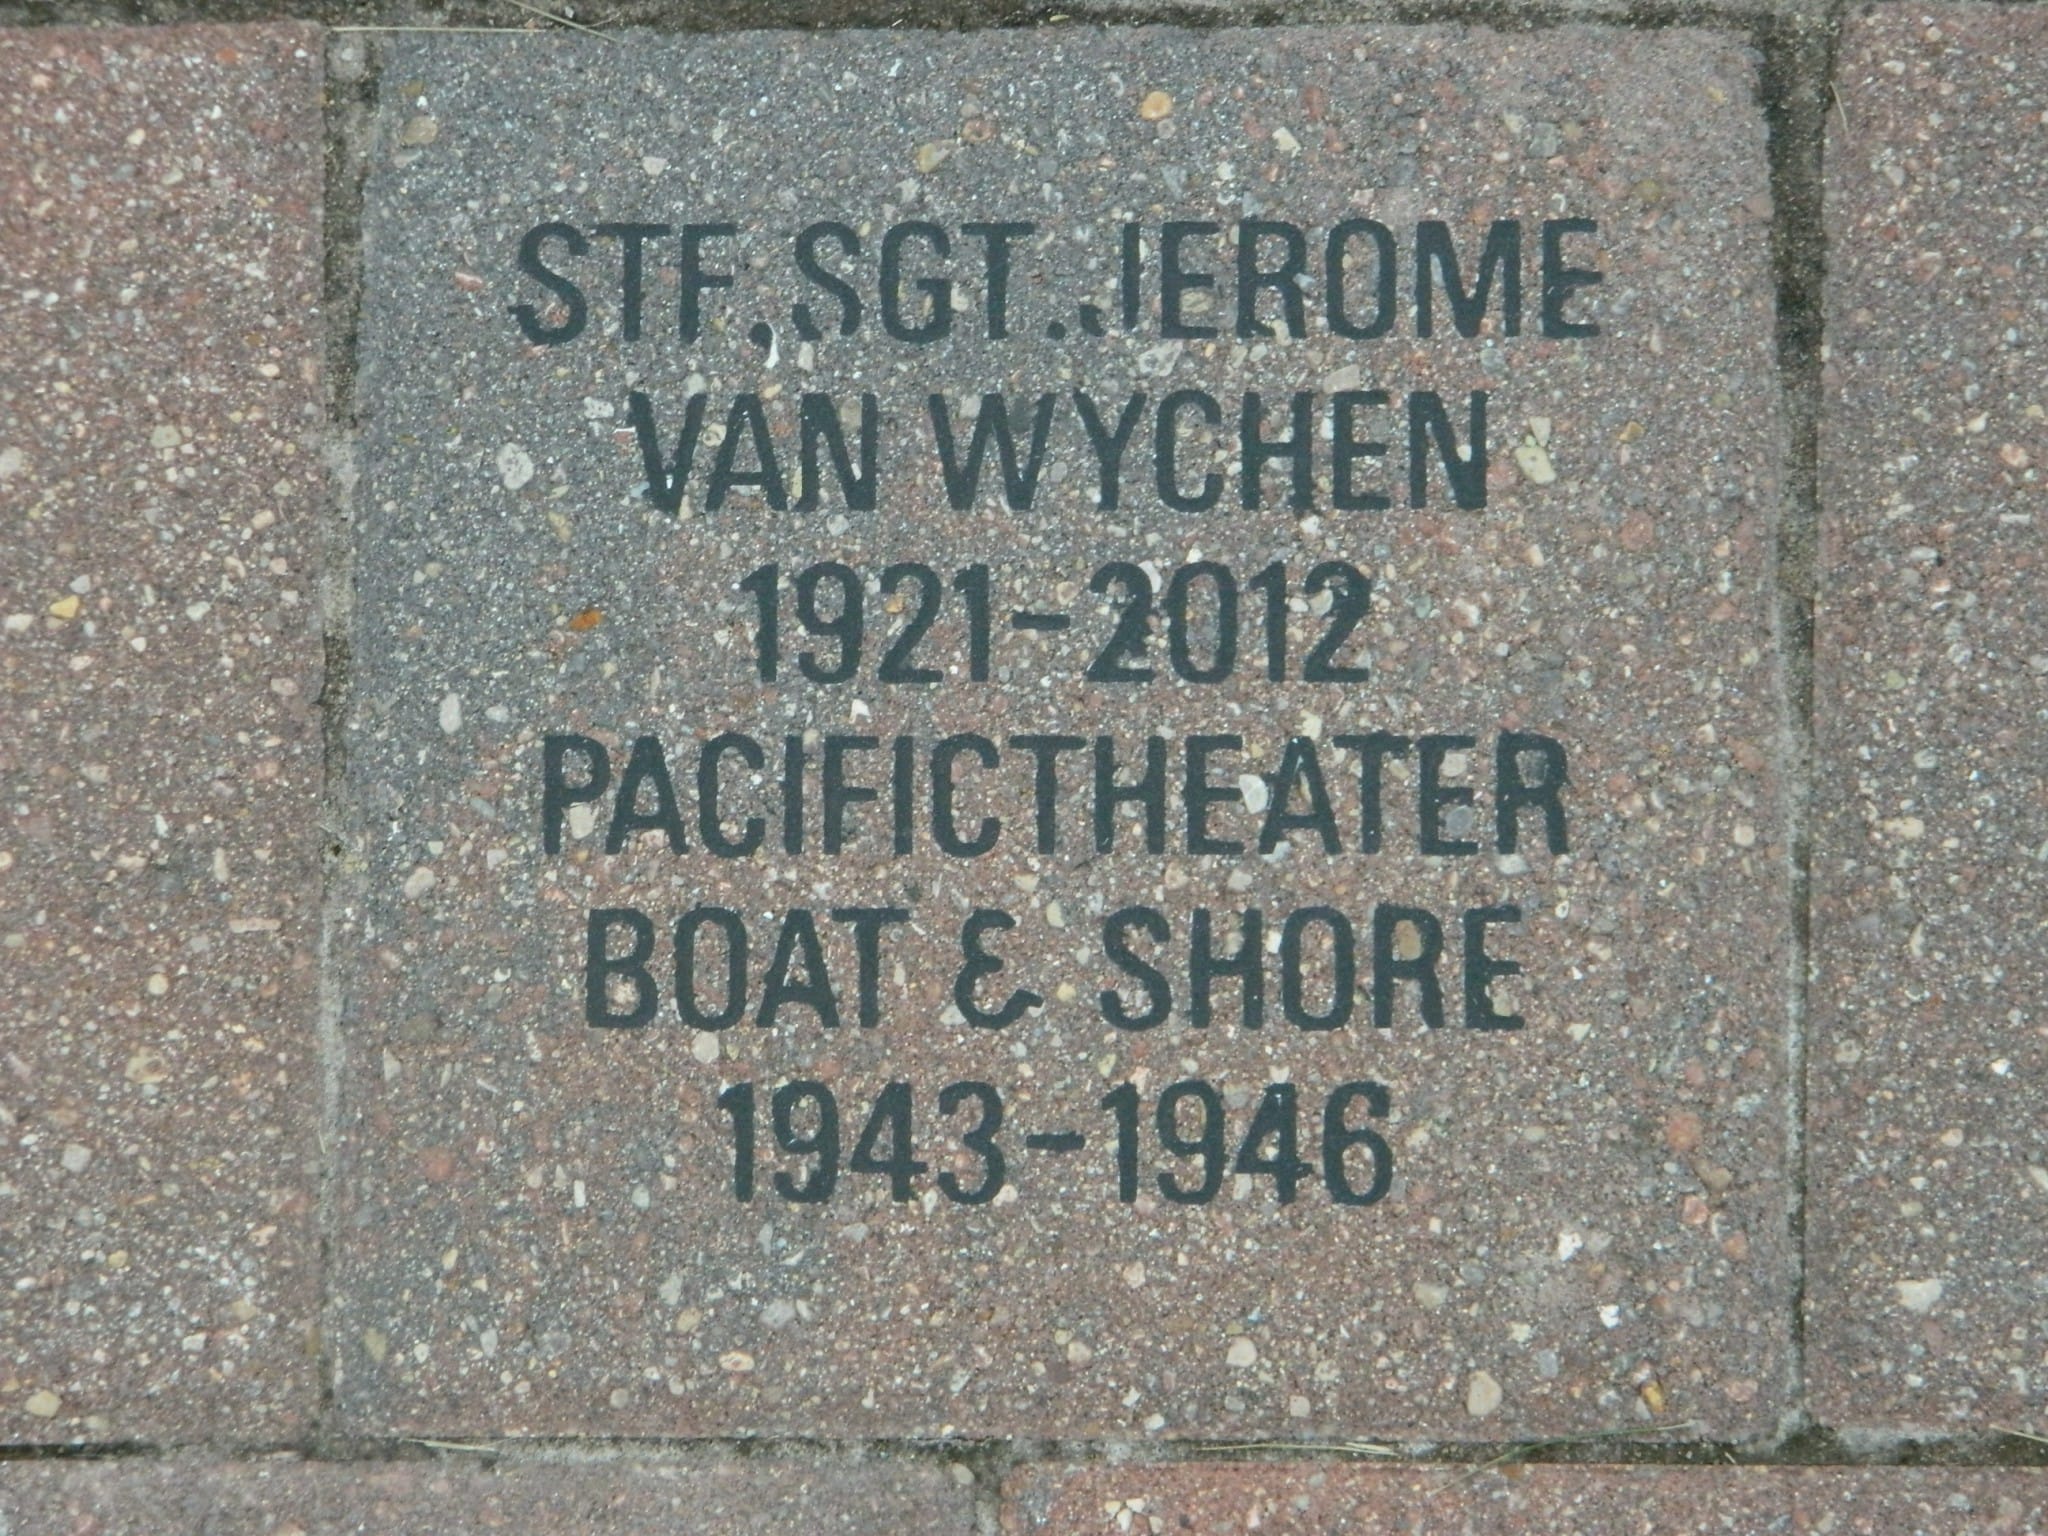 STF.SGT.JEROME
VAN WYCHEN
1921-2012
PACIFICTHEATER
BOAT & SHORE
1943-1946